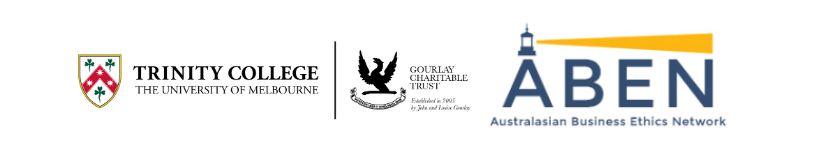 TRINITY COLLEGE
THE UNIVERSITY OF MELBOURNE
GOURLAY
CHARITABLE
TRUST
Established in 2005
by John and Louise Gourlay
ABEN
Australasian Business Ethics Network